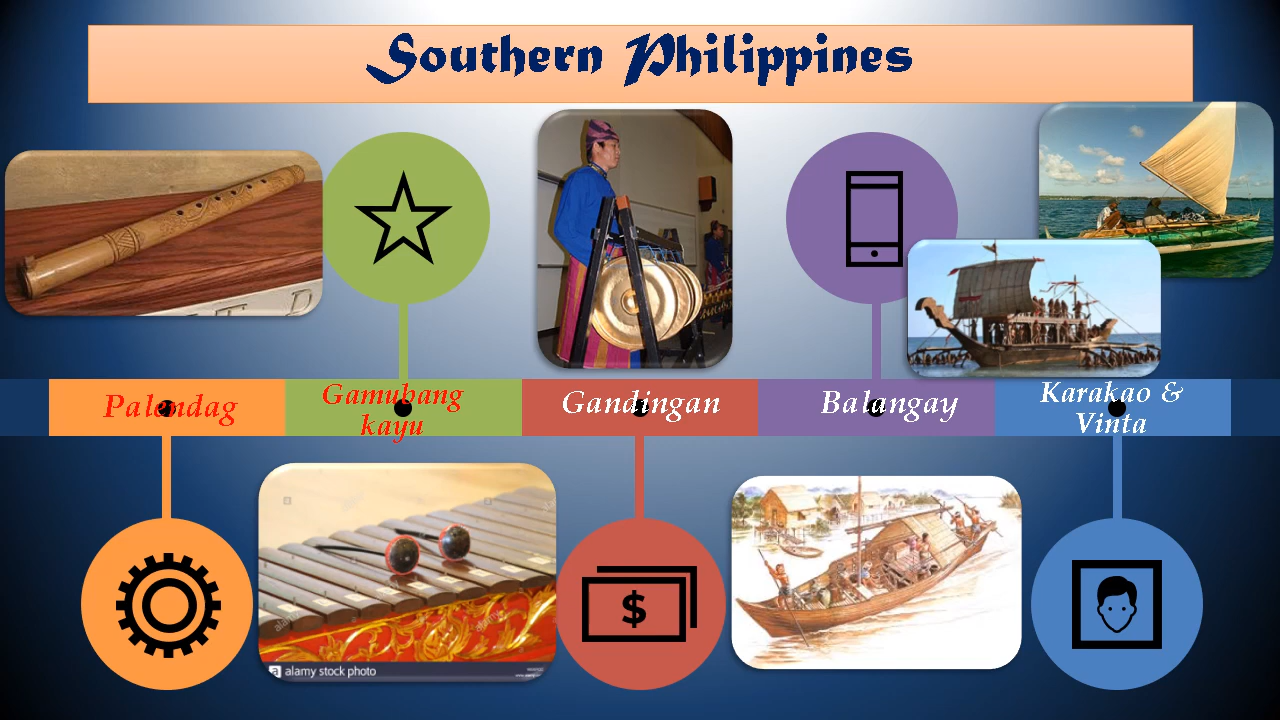 Southern Philippines
Palendag
Gamubang
kayu
Gandingan
Balangay
Karakao &
Vinta
$
a alamy stock photo